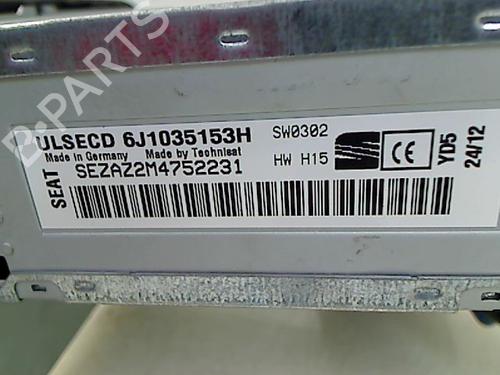 ULSECD 6J1035153H
SW0302
Made in Germany Made by Technisat
HW H15
SEAT
SEZAZ2M4752231
CE
YD5
24/12
B-PARTS